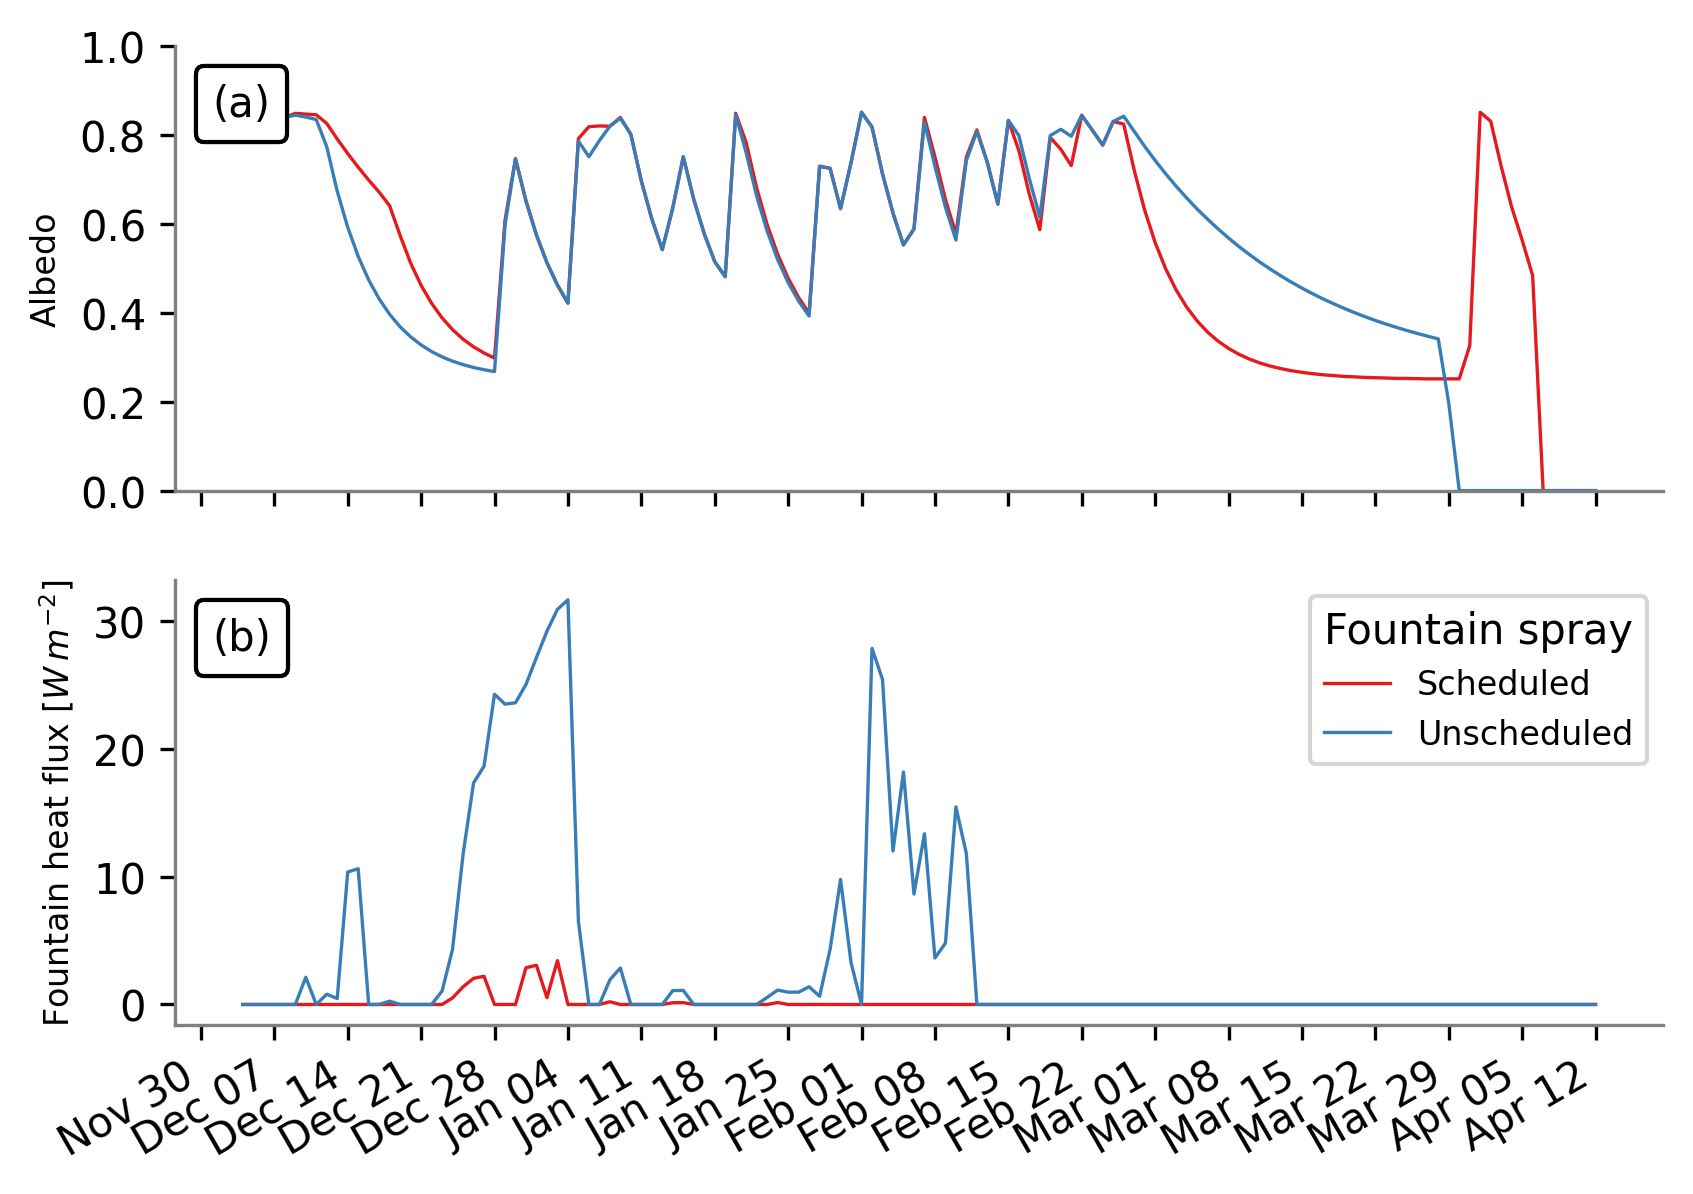 1.0
0.8
0.6
0.4
0.2
0.0
Albedo
(a)
30
20
10
0
Fountain heat flux [W m⁻²]
(b)
Fountain spray
Scheduled
Unscheduled
Nov 30
Dec 07
Dec 14
Dec 21
Dec 28
Jan 04
Jan 11
Jan 18
Jan 25
Feb 01
Feb 08
Feb 15
Feb 22
Mar 01
Mar 08
Mar 15
Mar 22
Mar 29
Apr 05
Apr 12